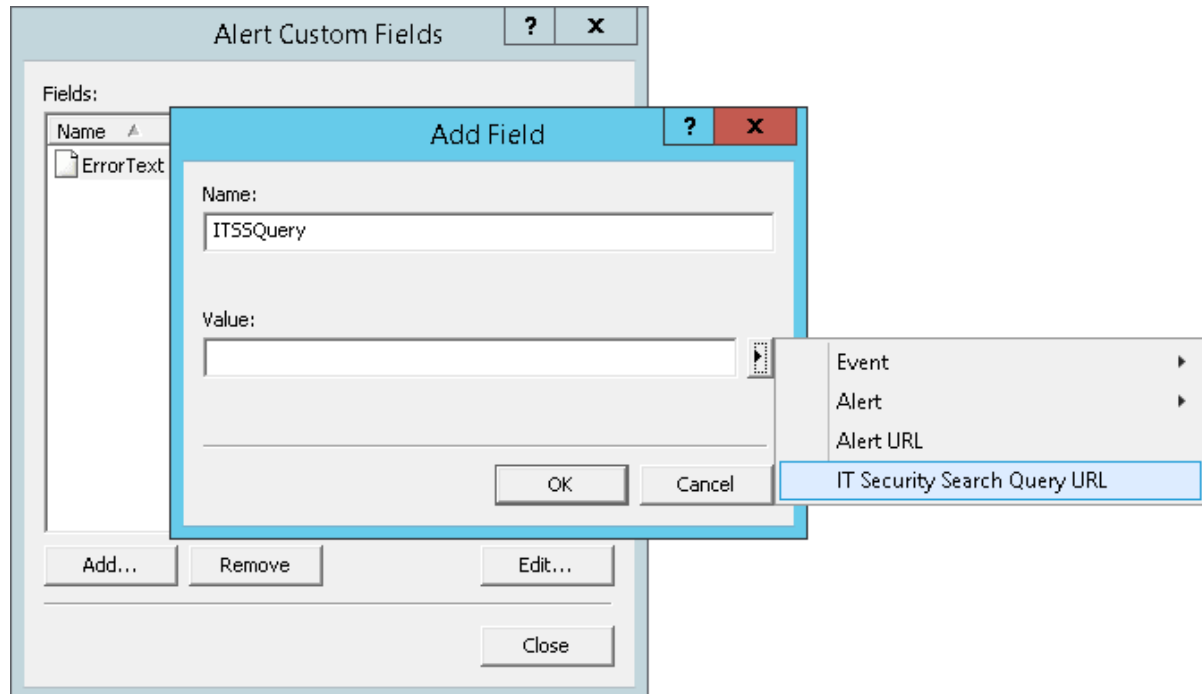 Alert Custom Fields
? x
Fields:
Name
ErrorText
Add Field
? x
Name:
ITSSQuery
Value:
Event
Alert
Alert URL
IT Security Search Query URL
OK Cancel
Add... Remove Edit...
Close